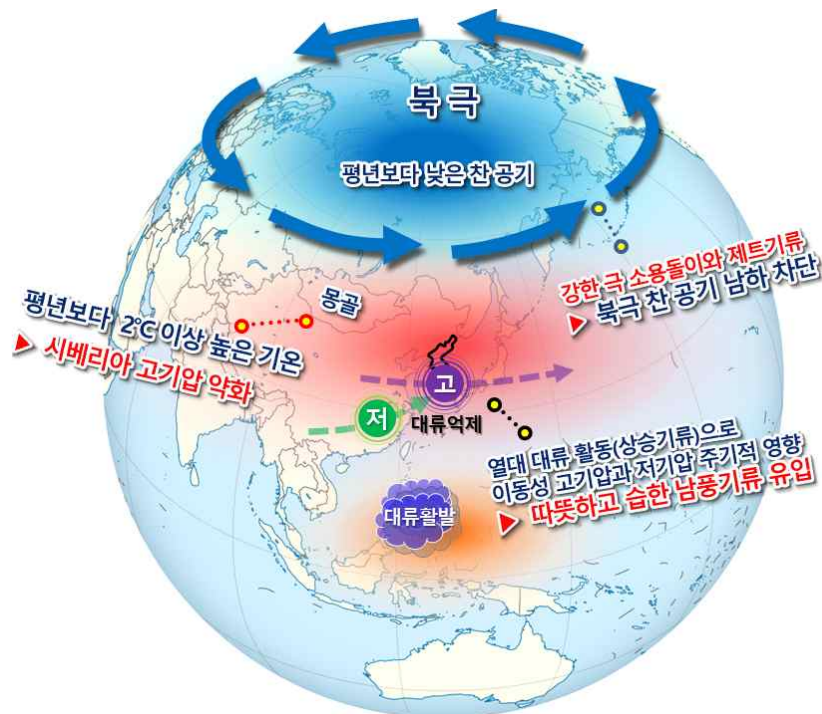 북극
평년보다 낮은 찬 공기
강한 극 소용돌이와 제트기류
▶ 북극 찬 공기 남하 차단
몽골
평년보다 2℃ 이상 높은 기온
▶ 시베리아 고기압 약화
고
저
대류억제
열대 대류 활동(상승기류)으로
이동성 고기압과 저기압 주기적 영향
▶ 따뜻하고 습한 남풍기류 유입
대류활발